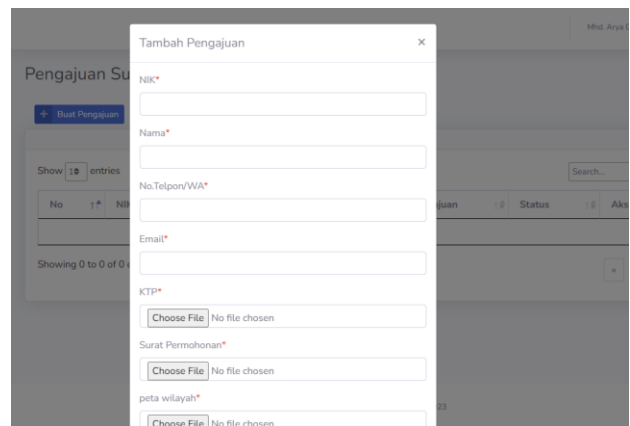 Mhd. Arya D
Tambah Pengajuan ×
Pengajuan Su
NIK*
+ Buat Pengajuan
Nama*
Show 10 entries
Search...
No.Telpon/WA*
No NIK juan Status Aks
Email*
Showing 0 to 0 of 0 e
«
KTP*
Choose File No file chosen
Surat Permohonan*
Choose File No file chosen
peta wilayah*
23
Choose File No file chosen